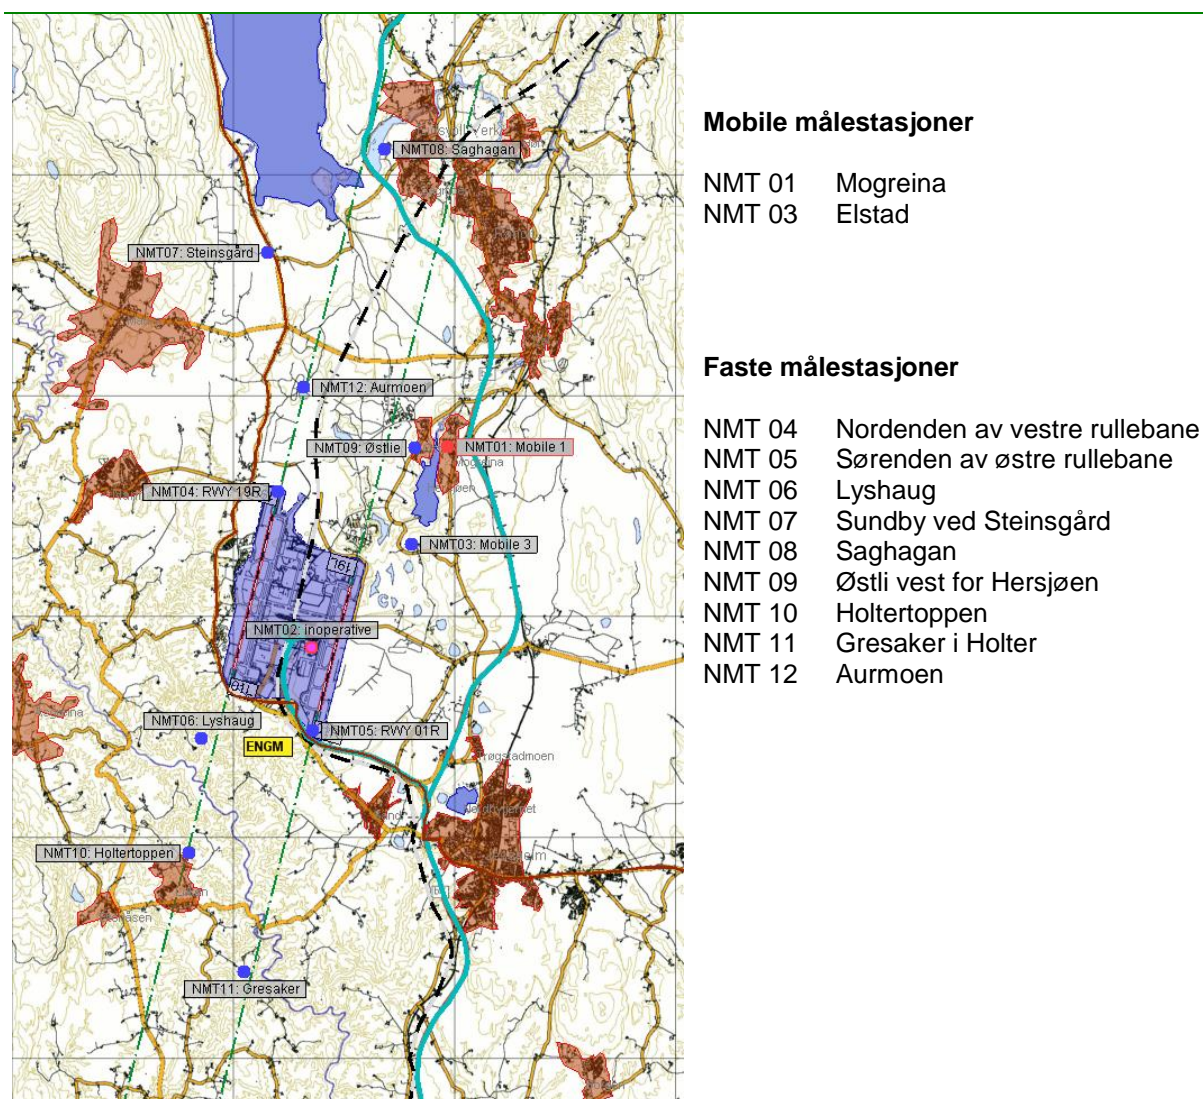 Mobile målestasjoner
NMT 01 Mogreina
NMT 03 Elstad
Faste målestasjoner
NMT 04 Nordenden av vestre rullebane
NMT 05 Sørenden av østre rullebane
NMT 06 Lyshaug
NMT 07 Sundby ved Steinsgård
NMT 08 Saghagan
NMT 09 Østli vest for Hersjøen
NMT 10 Holtertoppen
NMT 11 Gresaker i Holter
NMT 12 Aurmoen
NMT08: Saghagan
NMT07: Steinsgård
NMT12: Aurmoen
NMT09: Østlie
NMT01: Mobile 1
Mogreina
NMT04: RWY 19R
NMT03: Mobile 3
19L
NMT02: inoperative
NMT06: Lyshaug
NMT05: RWY 01R
ENGM
NMT10: Holtertoppen
NMT11: Gresaker